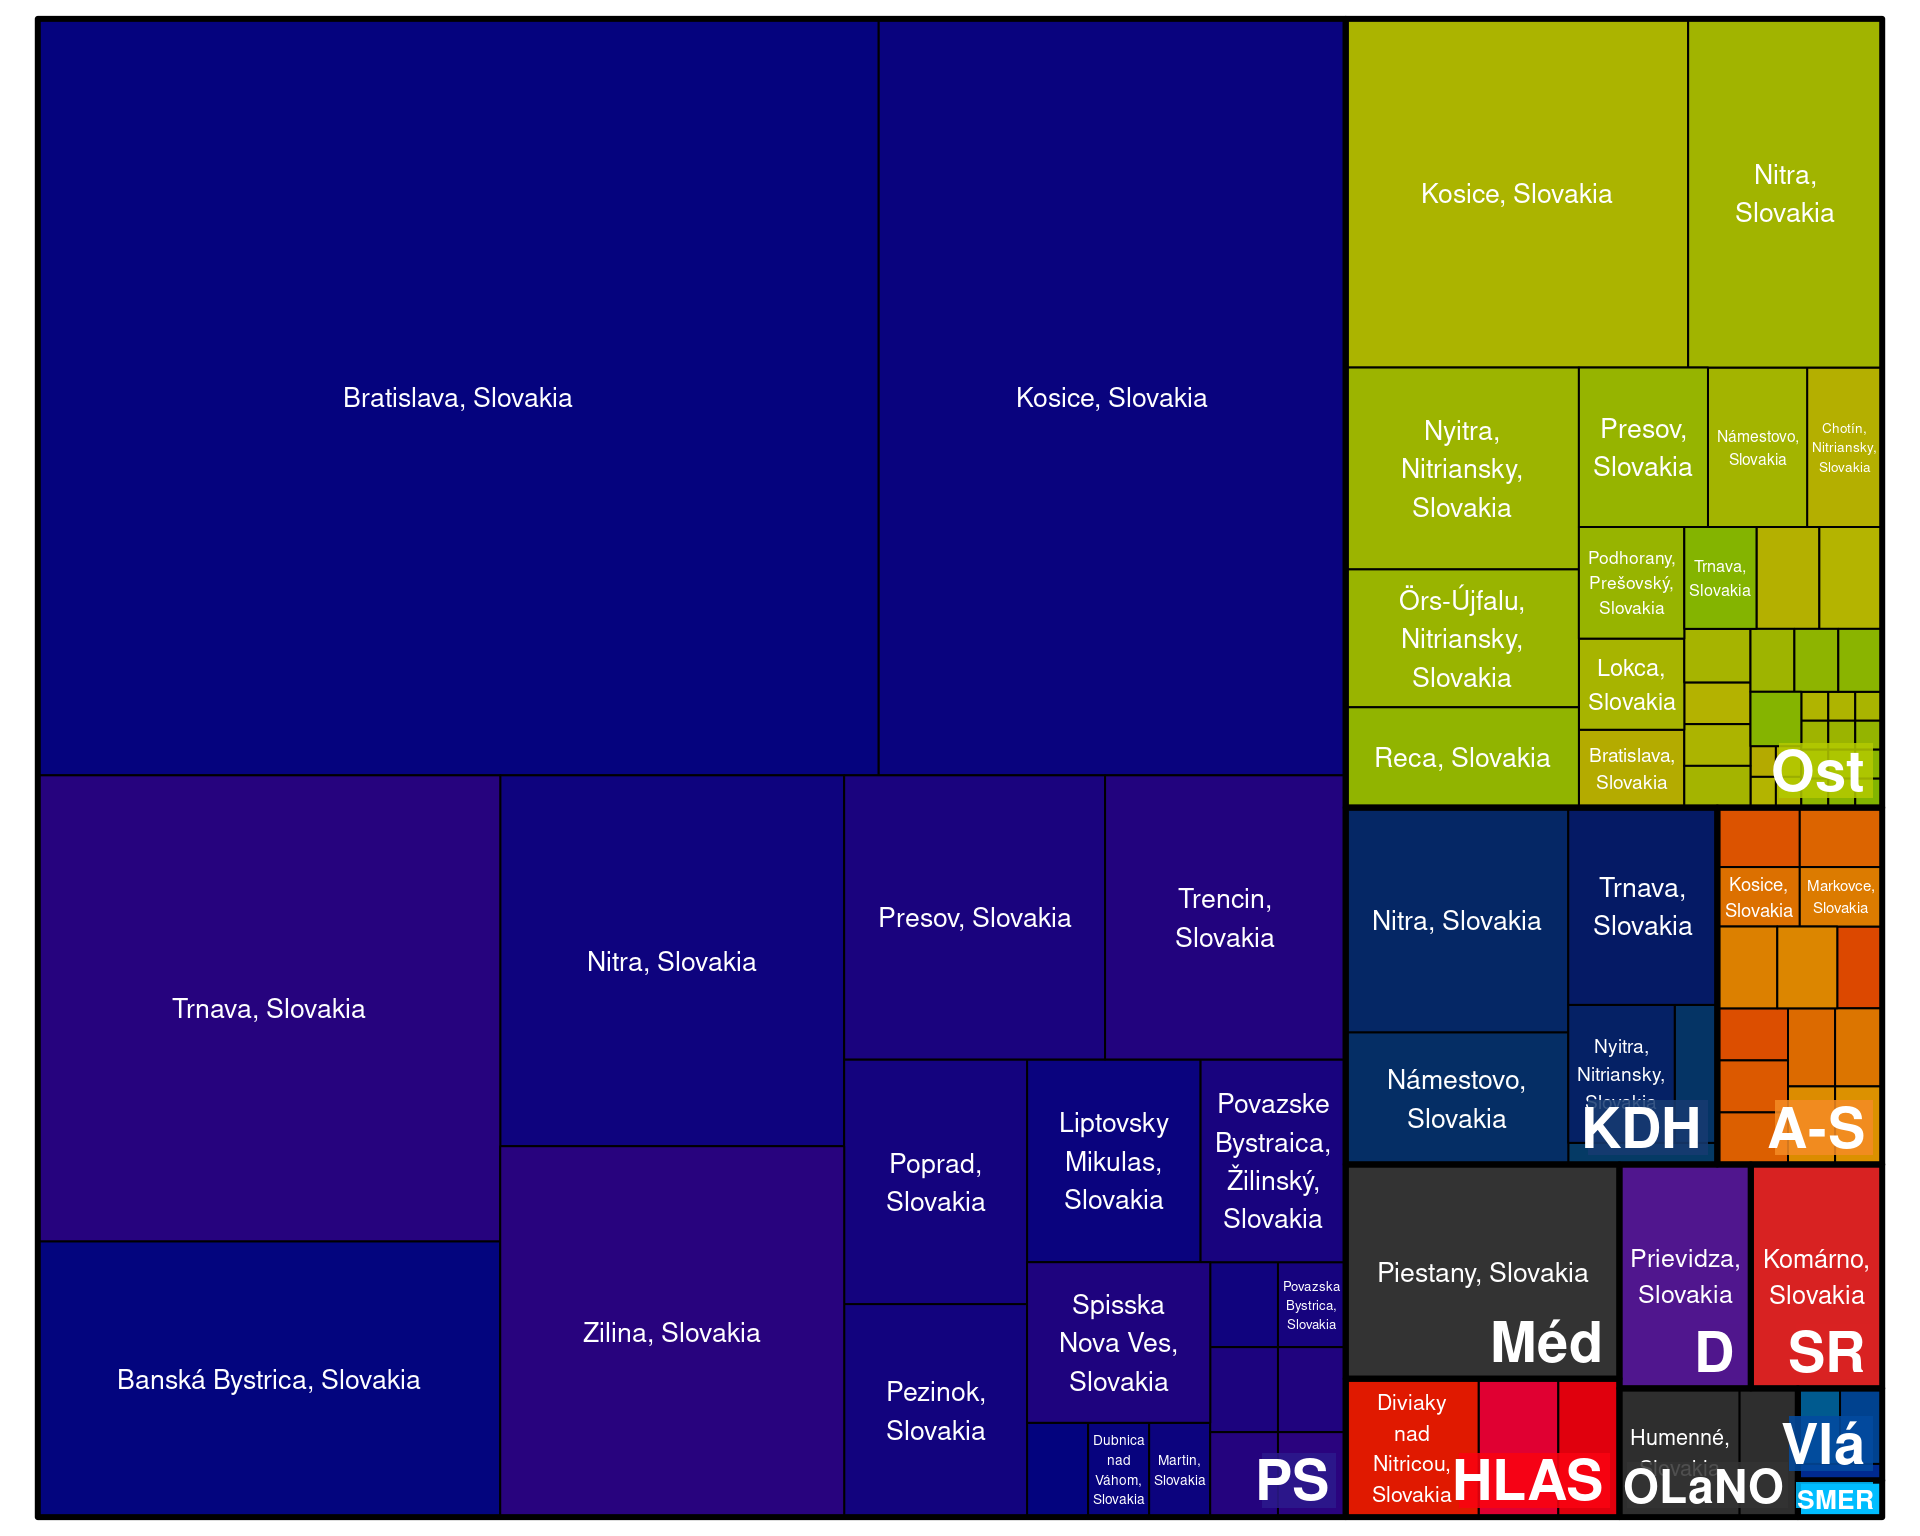 Bratislava, Slovakia
Kosice, Slovakia
Trnava, Slovakia
Nitra, Slovakia
Presov, Slovakia
Trencin,
Slovakia
Banská Bystrica, Slovakia
Zilina, Slovakia
Poprad,
Slovakia
Liptovsky
Mikulas,
Slovakia
Povazske
Bystraica,
Žilinský,
Slovakia
Pezinok,
Slovakia
Spisska
Nova Ves,
Slovakia
Povazska
Bystrica,
Slovakia
Dubnica
nad
Váhom,
Slovakia
Martin,
Slovakia
PS
Kosice, Slovakia
Nitra,
Slovakia
Nyitra,
Nitriansky,
Slovakia
Presov,
Slovakia
Námestovo,
Slovakia
Chotín,
Nitriansky,
Slovakia
Örs-Újfalu,
Nitriansky,
Slovakia
Podhorany,
Prešovský,
Slovakia
Trnava,
Slovakia
Lokca,
Slovakia
Reca, Slovakia
Bratislava,
Slovakia
Ost
Nitra, Slovakia
Trnava,
Slovakia
Námestovo,
Slovakia
Nyitra,
Nitriansky,
Slovakia
KDH
Kosice,
Slovakia
Markovce,
Slovakia
A-S
Piestany, Slovakia
Méd
Prievidza,
Slovakia
D
Komárno,
Slovakia
SR
Diviaky
nad
Nitricou,
Slovakia
HLAS
Humenné,
Slovakia
OLaNO
Vlá
SMER